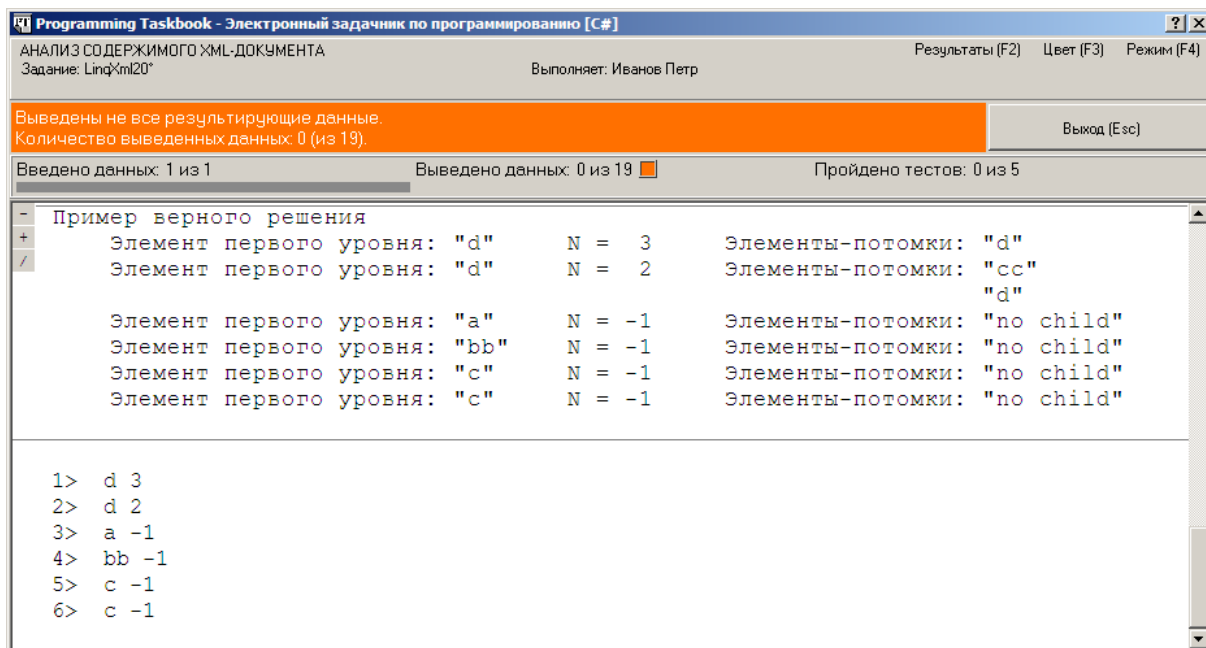 Programming Taskbook - Электронный задачник по программированию [C#]
АНАЛИЗ СОДЕРЖИМОГО XML-ДОКУМЕНТА Результаты (F2) Цвет (F3) Режим (F4)
Задание: LinqXml20° Выполняет: Иванов Петр
Выведены не все результирующие данные.
Количество выведенных данных: 0 (из 19).
Выход (Esc)
Введено данных: 1 из 1 Выведено данных: 0 из 19 Пройдено тестов: 0 из 5
Пример верного решения
Элемент первого уровня: "d" N = 3 Элементы-потомки: "d"
Элемент первого уровня: "d" N = 2 Элементы-потомки: "cc"
"d"
Элемент первого уровня: "a" N = -1 Элементы-потомки: "no child"
Элемент первого уровня: "bb" N = -1 Элементы-потомки: "no child"
Элемент первого уровня: "c" N = -1 Элементы-потомки: "no child"
Элемент первого уровня: "c" N = -1 Элементы-потомки: "no child"
1> d 3
2> d 2
3> a -1
4> bb -1
5> c -1
6> c -1